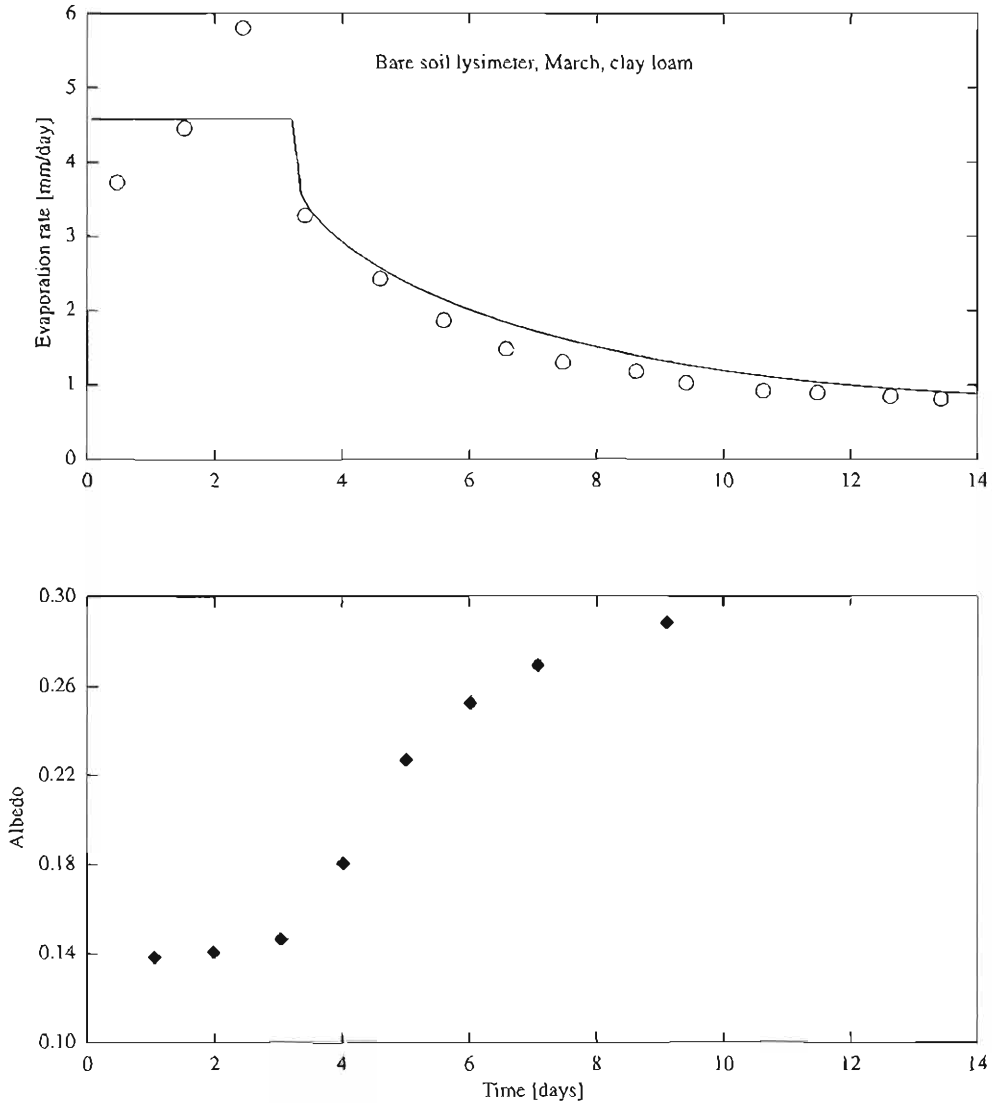 6
5
4
3
2
1
0
Evaporation rate [mm/day]
Bare soil lysimeter, March, clay loam
0 2 4 6 8 10 12 14
0.30
0.26
0.22
0.18
0.14
0.10
Albedo
0 2 4 6 8 10 12 14
Time [days]